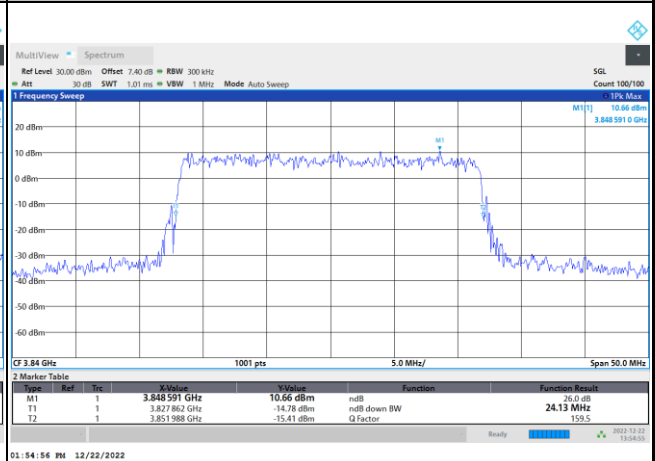 MultiView Spectrum
Ref Level 30.00 dBm Offset 7.40 dB RBW 300 kHz SGL
Att 30 dB SWT 1.01 ms VBW 1 MHz Mode Auto Sweep Count 100/100
1 Frequency Sweep 1Pk Max
M1[1] 10.66 dBm
3.848 591 0 GHz
M1
20 dBm
10 dBm
0 dBm
-10 dBm
-20 dBm
-30 dBm
-40 dBm
-50 dBm
-60 dBm
CF 3.84 GHz 1001 pts 5.0 MHz/ Span 50.0 MHz
2 Marker Table
Type Ref Trc X-Value Y-Value Function Function Result
M1 1 3.848 591 GHz 10.66 dBm ndB 26.0 dB
T1 1 3.827 862 GHz -14.78 dBm ndB down BW 24.13 MHz
T2 1 3.851 988 GHz -15.41 dBm Q Factor 159.5
Ready 2022-12-22
13:54:55
01:54:56 PM 12/22/2022